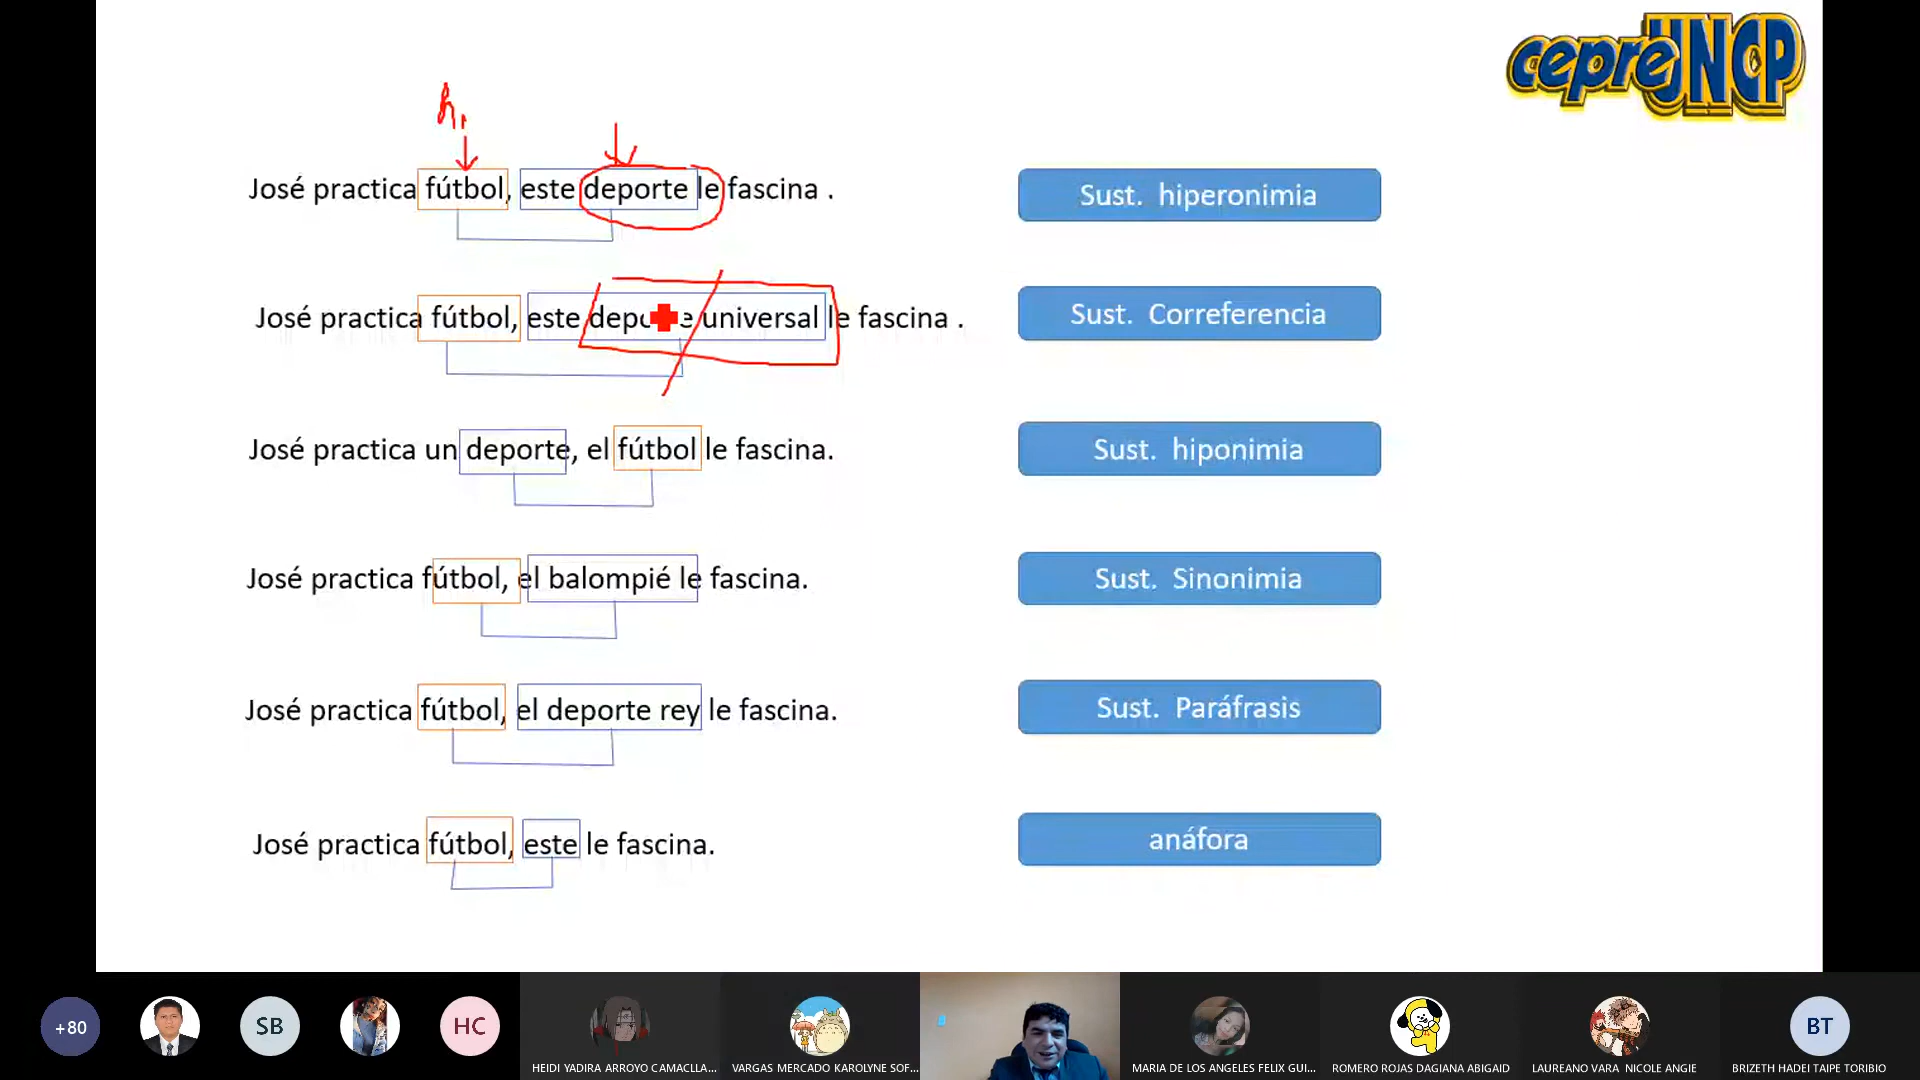 cepreUNCP
h₁
José practica fútbol, este deporte le fascina .
Sust. hiperonimia
José practica fútbol, este deporte universal le fascina .
Sust. Correferencia
José practica un deporte, el fútbol le fascina.
Sust. hiponimia
José practica fútbol, el balompié le fascina.
Sust. Sinonimia
José practica fútbol, el deporte rey le fascina.
Sust. Paráfrasis
José practica fútbol, este le fascina.
anáfora
+80
SB
HC
HEIDI YADIRA ARROYO CAMACLLA...
VARGAS MERCADO KAROLYNE SOF...
MARIA DE LOS ANGELES FELIX GUI...
ROMERO ROJAS DAGIANA ABIGAID
LAUREANO VARA NICOLE ANGIE
BT
BRIZETH HADEI TAIPE TORIBIO